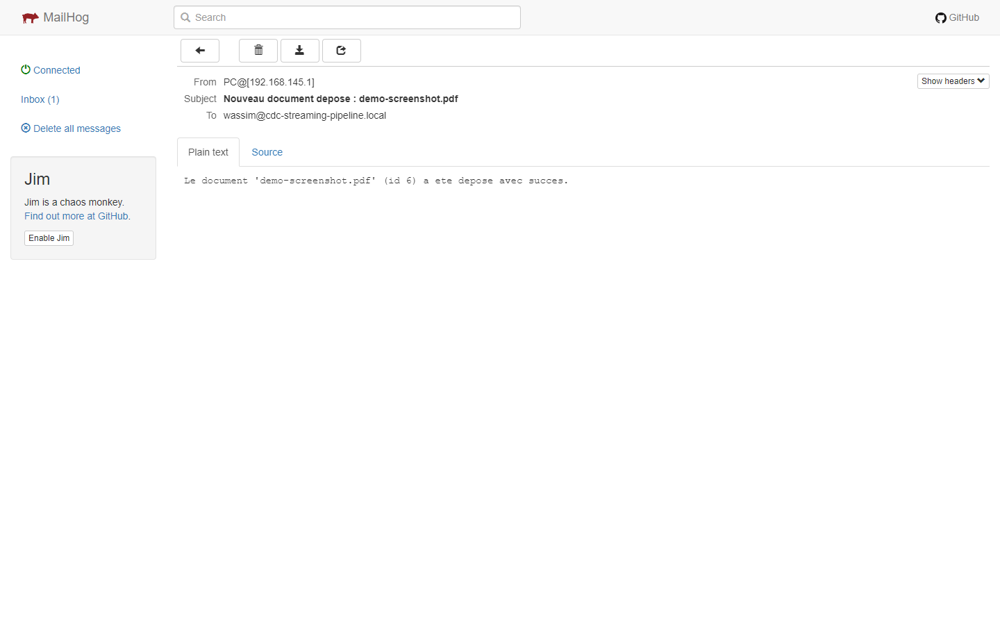 MailHog
Search
GitHub
Connected
Inbox (1)
Delete all messages
Jim
Jim is a chaos monkey.
Find out more at GitHub.
Enable Jim
From PC@[192.168.145.1]
Show headers
Subject Nouveau document depose : demo-screenshot.pdf
To wassim@cdc-streaming-pipeline.local
Plain text Source
Le document 'demo-screenshot.pdf' (id 6) a ete depose avec succes.